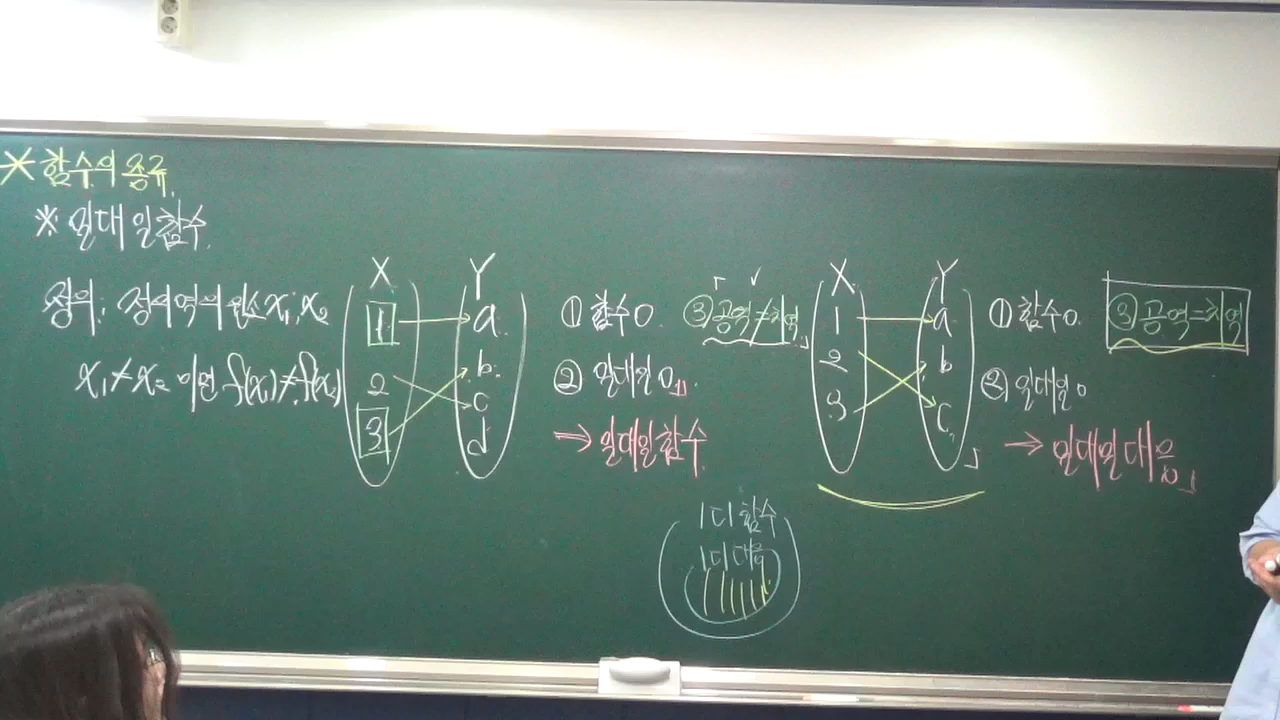 * 함수의 종류.
※ 일대일함수.
정의: 정의역의 원소 x₁, x₂
x₁≠x₂ 이면 f(x₁)≠f(x₂)
X Y
1 a
2 b
3 c
d
① 함수 O. ③ 공역≠치역
② 일대일 O
⇒ 일대일함수
X Y
1 a
2 b
3 c
① 함수 O. ③ 공역=치역
② 일대일 O
⇒ 일대일 대응
1대1 함수
1대1 대응